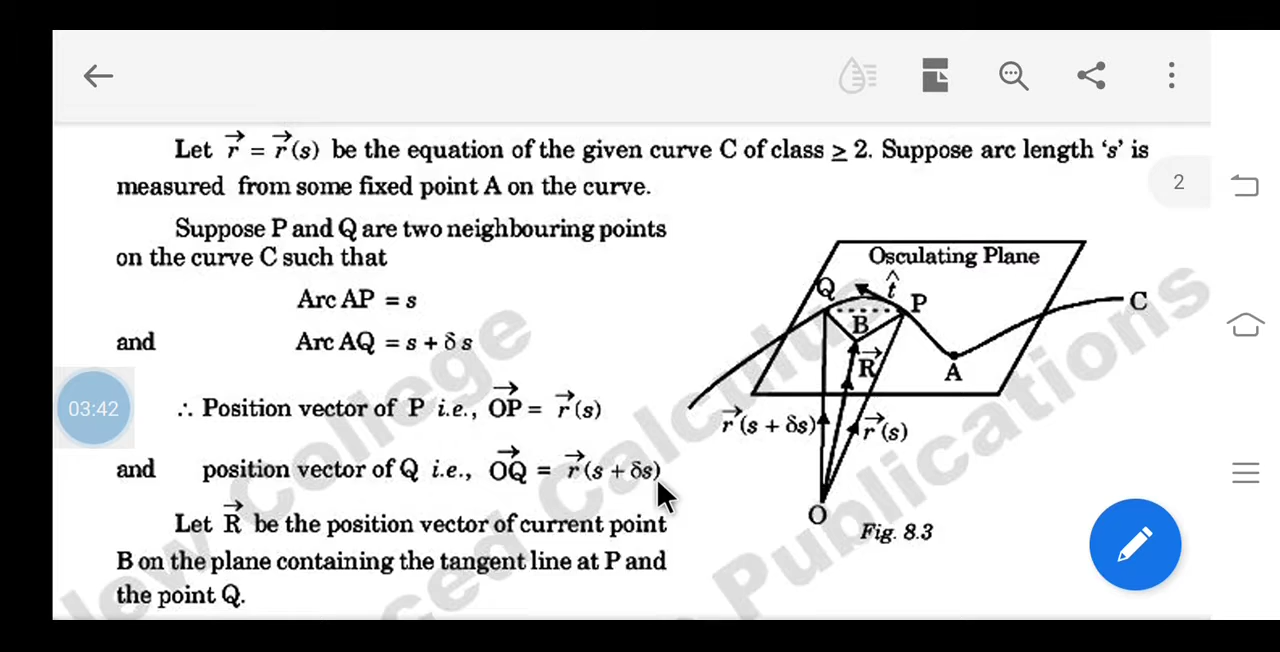 Let r⃗ = r⃗(s) be the equation of the given curve C of class ≥ 2. Suppose arc length ‘s’ is
measured from some fixed point A on the curve.
2
Suppose P and Q are two neighbouring points
on the curve C such that
Arc AP = s
and Arc AQ = s + δ s
03:42
∴ Position vector of P i.e., OP⃗ = r⃗(s)
and position vector of Q i.e., OQ⃗ = r⃗(s + δs)
Let R⃗ be the position vector of current point
B on the plane containing the tangent line at P and
the point Q.
Osculating Plane
Q
t̂
P
C
B
R⃗
A
r⃗(s + δs)
r⃗(s)
O
Fig. 8.3
College
Calculus
Publications